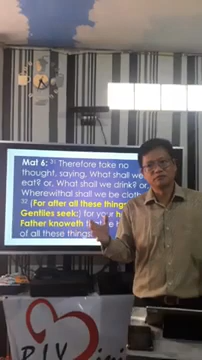 Mat 6: ³¹ Therefore take no
thought, saying, What shall we
eat? or, What shall we drink? or,
Wherewithal shall we be cloth
³² (For after all these things
Gentiles seek:) for your h
Father knoweth
of all these things